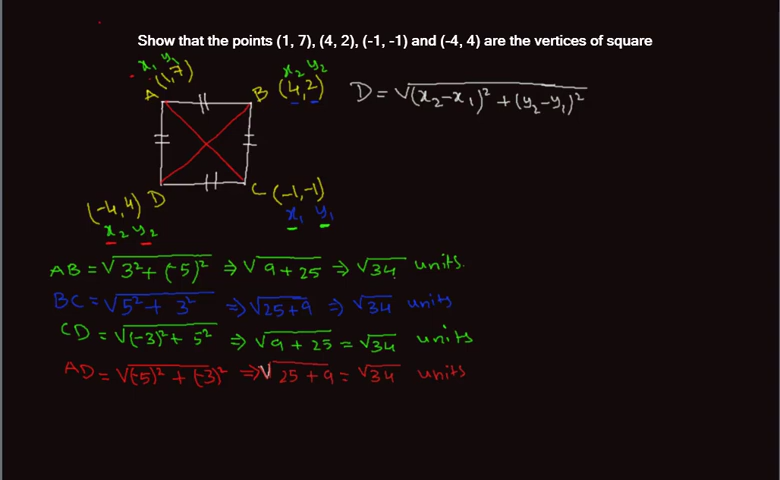 Show that the points (1, 7), (4, 2), (-1, -1) and (-4, 4) are the vertices of square
x₁ y₁ x₂ y₂
A (1,7) B (4,2) D = √(x₂-x₁)² + (y₂-y₁)²
(-4,4) D C (-1,-1)
x₂ y₂ x₁ y₁
AB = √3² + (-5)² ⇒ √9 + 25 ⇒ √34 units.
BC = √5² + 3² ⇒ √25+9 ⇒ √34 units
CD = √(-3)² + 5² ⇒ √9 + 25 = √34 units
AD = √(-5)² + (-3)² ⇒ √25 + 9 = √34 units